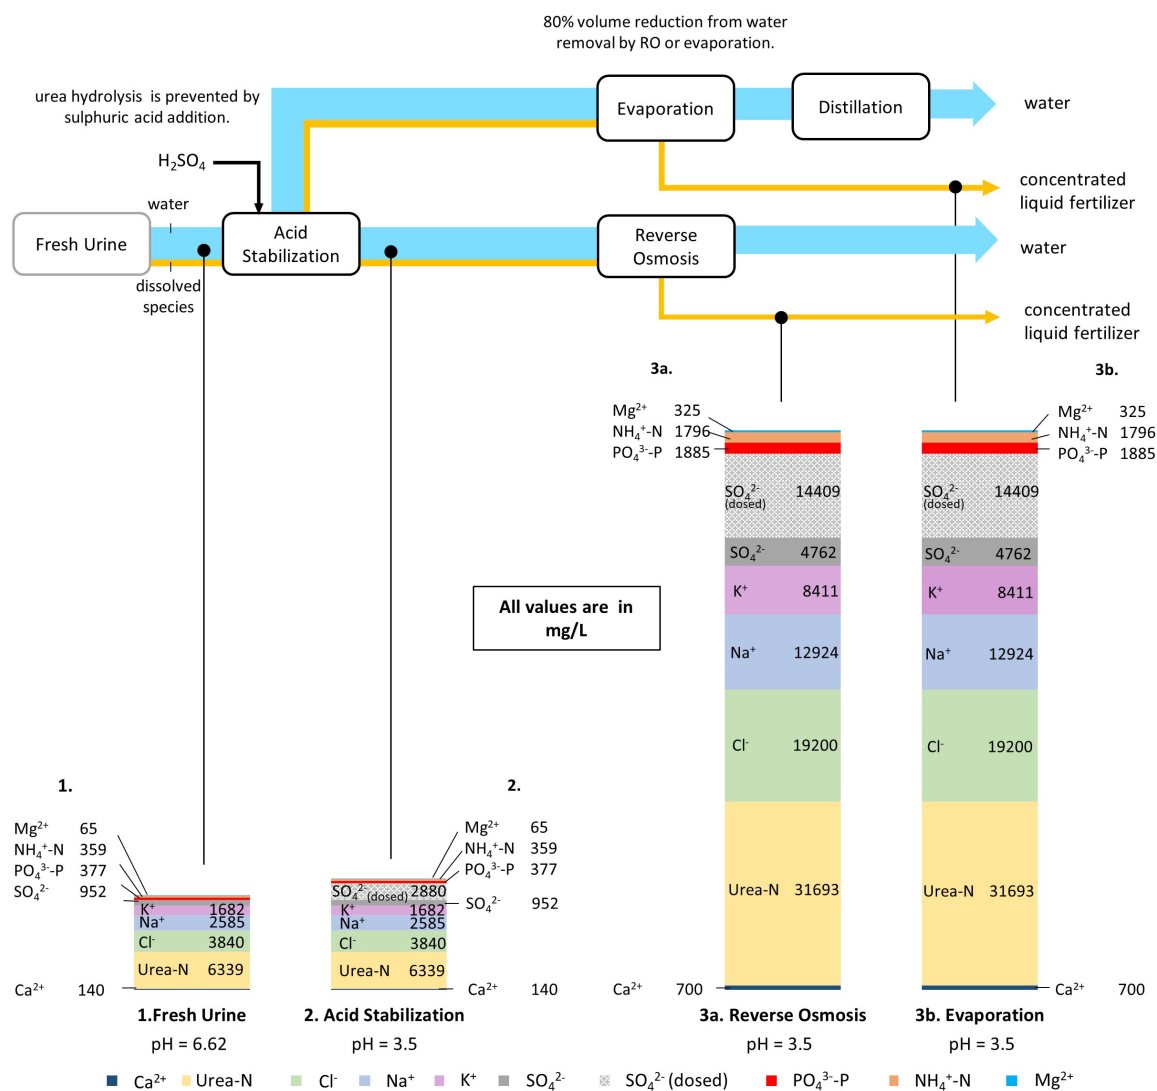 80% volume reduction from water
removal by RO or evaporation.
urea hydrolysis is prevented by
sulphuric acid addition.
Evaporation
Distillation
water
H₂SO₄
concentrated
liquid fertilizer
water
Fresh Urine
Acid
Stabilization
Reverse
Osmosis
water
dissolved
species
concentrated
liquid fertilizer
3a.
3b.
Mg²⁺ 325
NH₄⁺-N 1796
PO₄³⁻-P 1885
SO₄²⁻ 14409
(dosed)
SO₄²⁻ 4762
K⁺ 8411
Na⁺ 12924
Cl⁻ 19200
Urea-N 31693
Ca²⁺ 700
Mg²⁺ 325
NH₄⁺-N 1796
PO₄³⁻-P 1885
SO₄²⁻ 14409
(dosed)
SO₄²⁻ 4762
K⁺ 8411
Na⁺ 12924
Cl⁻ 19200
Urea-N 31693
Ca²⁺ 700
All values are in
mg/L
1.
Mg²⁺ 65
NH₄⁺-N 359
PO₄³⁻-P 377
SO₄²⁻ 952
K⁺ 1682
Na⁺ 2585
Cl⁻ 3840
Urea-N 6339
Ca²⁺ 140
2.
Mg²⁺ 65
NH₄⁺-N 359
PO₄³⁻-P 377
SO₄²⁻ (dosed) 2880
SO₄²⁻ 952
K⁺ 1682
Na⁺ 2585
Cl⁻ 3840
Urea-N 6339
Ca²⁺ 140
1.Fresh Urine
pH = 6.62
2. Acid Stabilization
pH = 3.5
3a. Reverse Osmosis
pH = 3.5
3b. Evaporation
pH = 3.5
Ca²⁺ Urea-N Cl⁻ Na⁺ K⁺ SO₄²⁻ SO₄²⁻ (dosed) PO₄³⁻-P NH₄⁺-N Mg²⁺